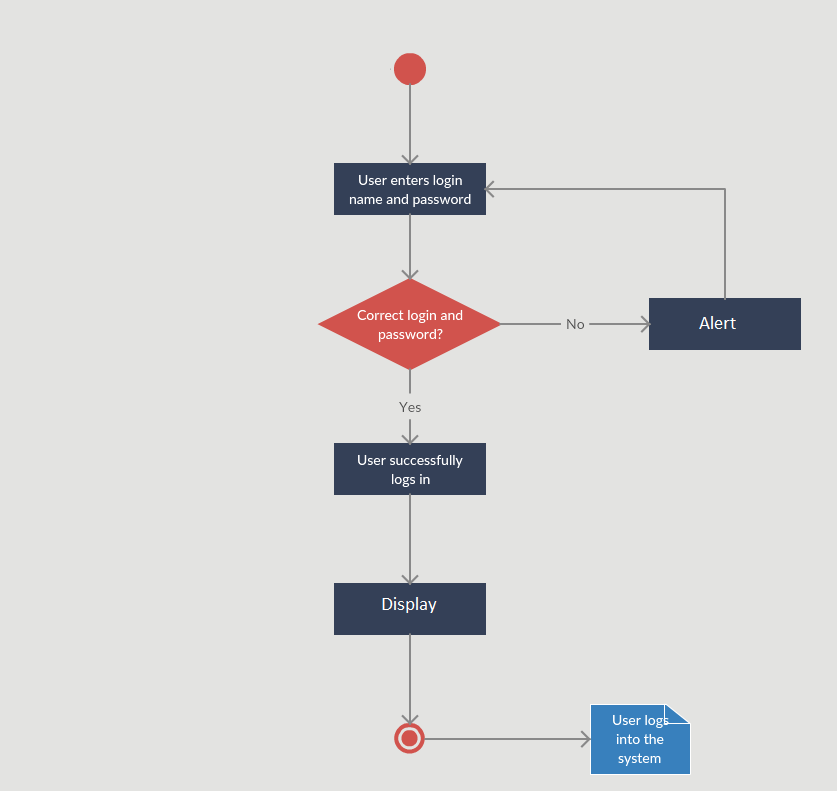 User enters login
name and password
Correct login and
password?
No
Alert
Yes
User successfully
logs in
Display
User logs
into the
system